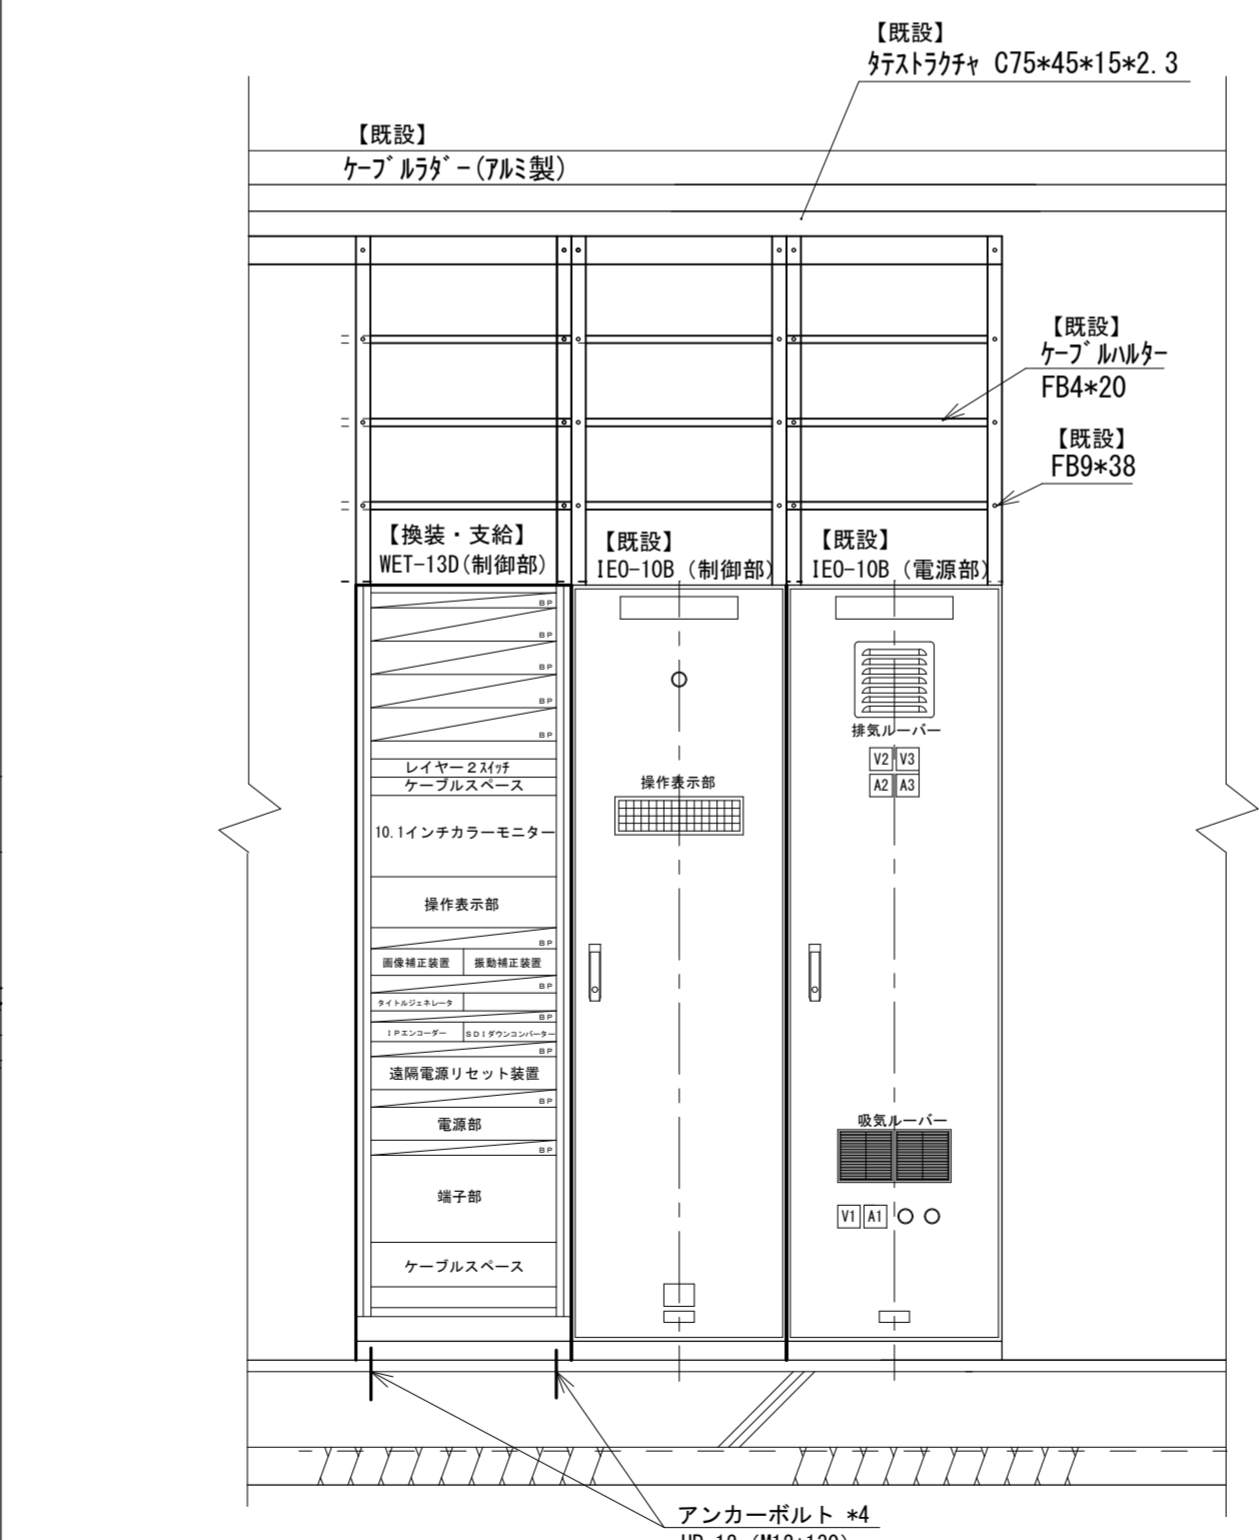 【既設】
ﾀﾃｽﾄﾗｸﾁｬ C75*45*15*2.3
【既設】
ｹｰﾌﾞﾙﾗﾀﾞｰ(ｱﾙﾐ製)
【既設】
ｹｰﾌﾞﾙﾊﾙﾀｰ
FB4*20
【既設】
FB9*38
【換装・支給】
WET-13D(制御部)
【既設】
IEO-10B (制御部)
【既設】
IEO-10B (電源部)
BP
BP
BP
BP
BP
レイヤー2ｽｲｯﾁ
ケーブルスペース
10.1インチカラーモニター
操作表示部
BP
画像補正装置 振動補正装置
BP
タイトルジェネレータ
BP
IPエンコーダー SDIダウンコンバーター
BP
遠隔電源リセット装置
BP
電源部
BP
端子部
ケーブルスペース
操作表示部
排気ルーバー
V2 V3
A2 A3
吸気ルーバー
V1 A1
アンカーボルト *4